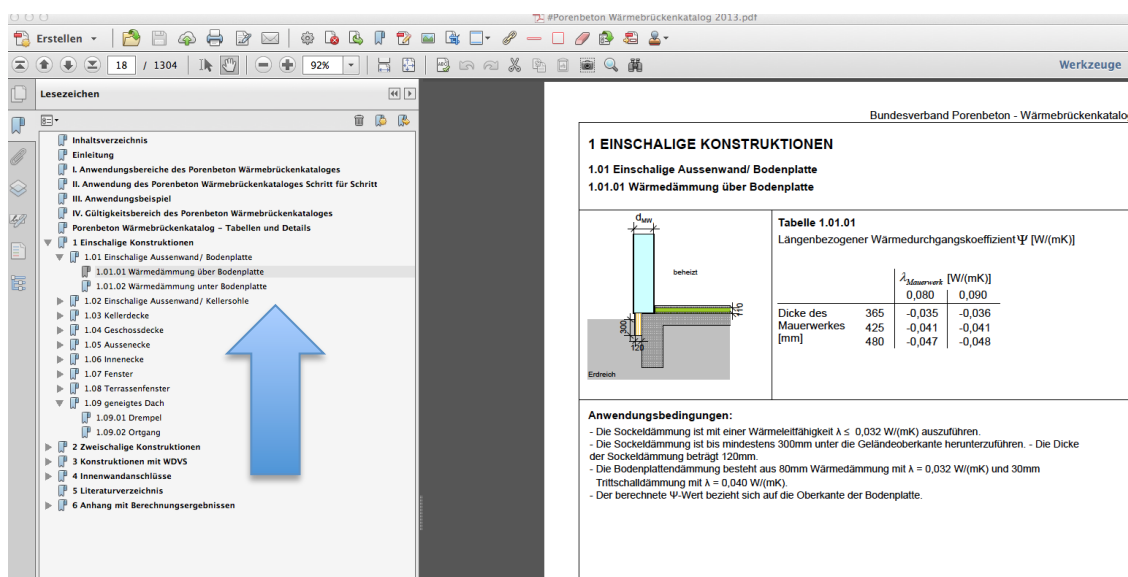 #Porenbeton Wärmebrückenkatalog 2013.pdf
Erstellen
18 / 1304
92%
Werkzeuge
Lesezeichen
Inhaltsverzeichnis
Einleitung
I. Anwendungsbereiche des Porenbeton Wärmebrückenkataloges
II. Anwendung des Porenbeton Wärmebrückenkataloges Schritt für Schritt
III. Anwendungsbeispiel
IV. Gültigkeitsbereich des Porenbeton Wärmebrückenkataloges
Porenbeton Wärmebrückenkatalog – Tabellen und Details
1 Einschalige Konstruktionen
1.01 Einschalige Aussenwand/ Bodenplatte
1.01.01 Wärmedämmung über Bodenplatte
1.01.02 Wärmedämmung unter Bodenplatte
1.02 Einschalige Aussenwand/ Kellersohle
1.03 Kellerdecke
1.04 Geschossdecke
1.05 Aussenecke
1.06 Innenecke
1.07 Fenster
1.08 Terrassenfenster
1.09 geneigtes Dach
1.09.01 Drempel
1.09.02 Ortgang
2 Zweischalige Konstruktionen
3 Konstruktionen mit WDVS
4 Innenwandanschlüsse
5 Literaturverzeichnis
6 Anhang mit Berechnungsergebnissen
Bundesverband Porenbeton - Wärmebrückenkatalog
1 EINSCHALIGE KONSTRUKTIONEN
1.01 Einschalige Aussenwand/ Bodenplatte
1.01.01 Wärmedämmung über Bodenplatte
dMW
beheizt
110
300
120
Erdreich
Tabelle 1.01.01
Längenbezogener Wärmedurchgangskoeffizient Ψ [W/(mK)]
λMauerwerk [W/(mK)]
0,080 0,090
Dicke des 365 -0,035 -0,036
Mauerwerkes 425 -0,041 -0,041
[mm] 480 -0,047 -0,048
Anwendungsbedingungen:
- Die Sockeldämmung ist mit einer Wärmeleitfähigkeit λ ≤ 0,032 W/(mK) auszuführen.
- Die Sockeldämmung ist bis mindestens 300mm unter die Geländeoberkante herunterzuführen. - Die Dicke
der Sockeldämmung beträgt 120mm.
- Die Bodenplattendämmung besteht aus 80mm Wärmedämmung mit λ = 0,032 W/(mK) und 30mm
Trittschalldämmung mit λ = 0,040 W/(mK).
- Der berechnete Ψ-Wert bezieht sich auf die Oberkante der Bodenplatte.